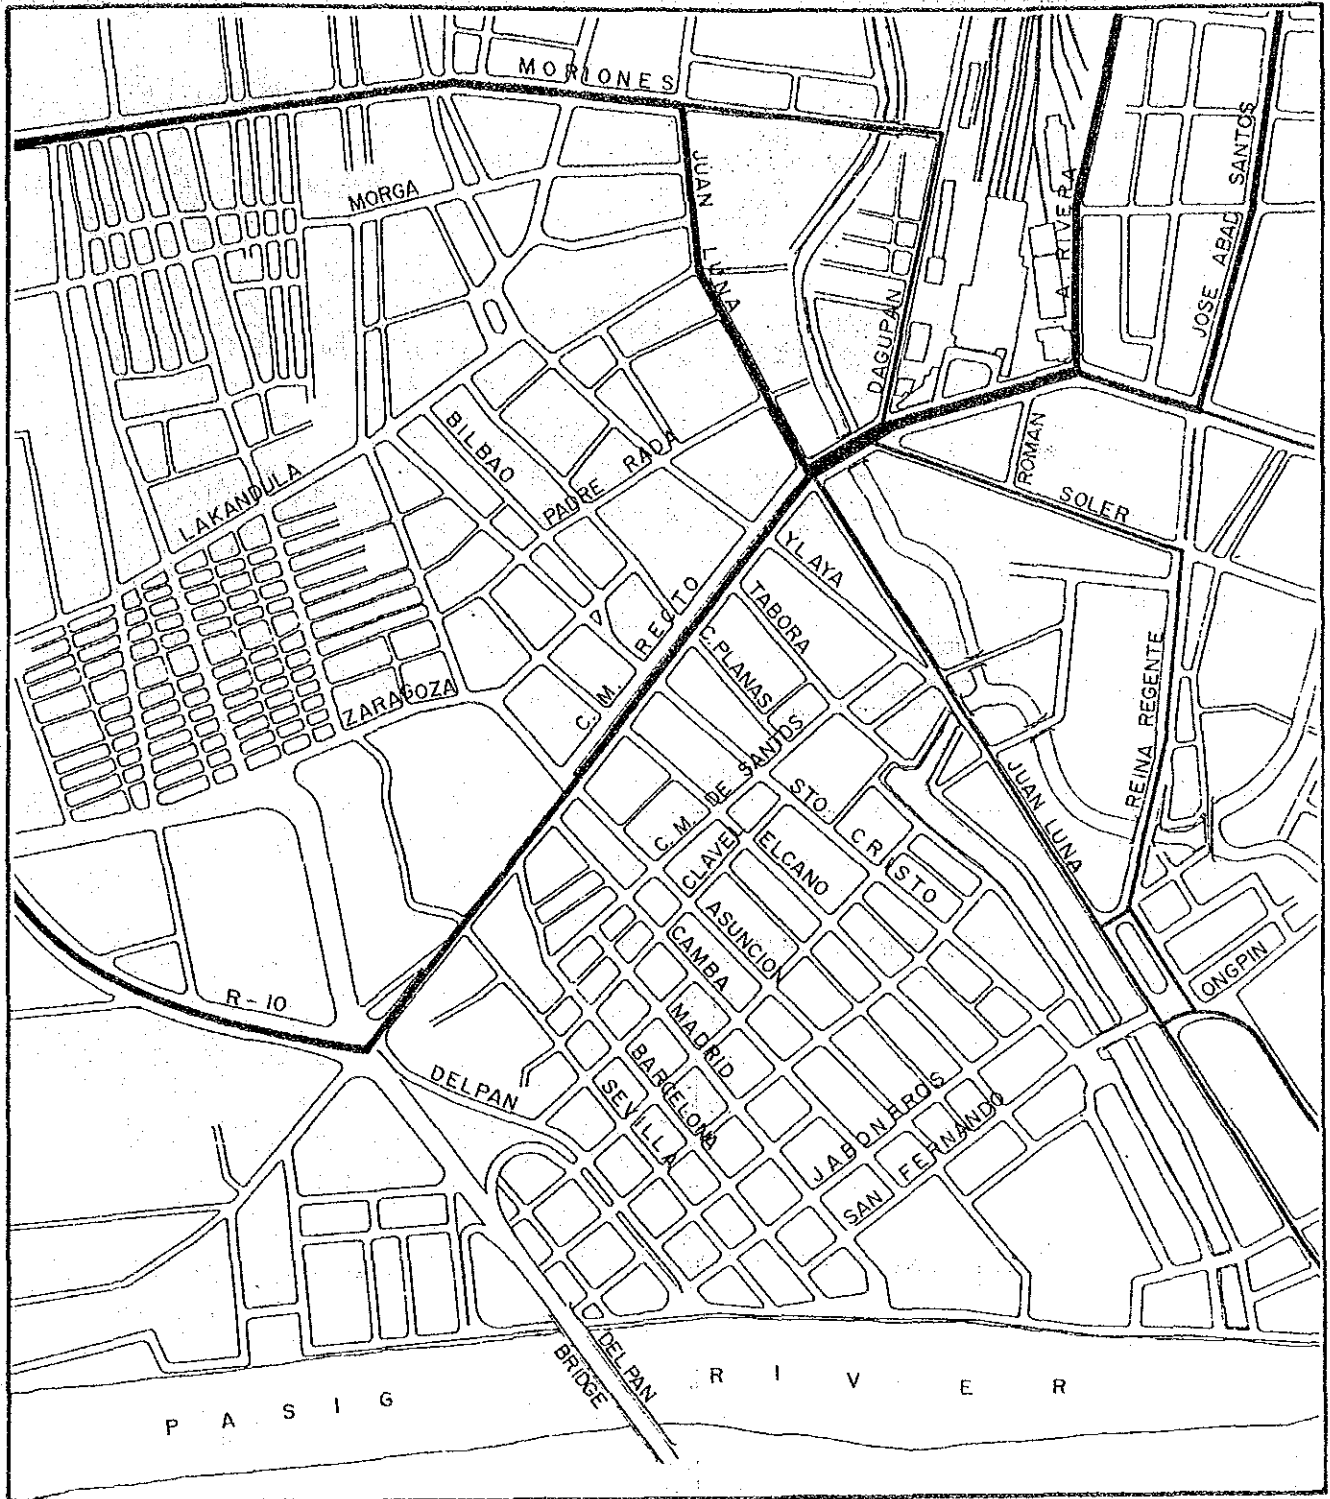 MORIONES
JUAN LUNA
MORGA
DAGUPAN
LA RIVERA
JOSE ABAD SANTOS
BILBAO
PADRE RADA
LAKANDULA
ROMAN
SOLER
YLAYA
TABORA
C. PLANAS
C. M. RECTO
ZARAGOZA
C. M. DE SANTOS
STO. CRISTO
CLAVEL
ELCANO
ASUNCION
CAMBA
MADRID
BARCELONA
SEVILLA
JUAN LUNA
REINA REGENTE
ONGPIN
R-10
DELPAN
JABONEROS
SAN FERNANDO
DELPAN
BRIDGE
PASIG RIVER